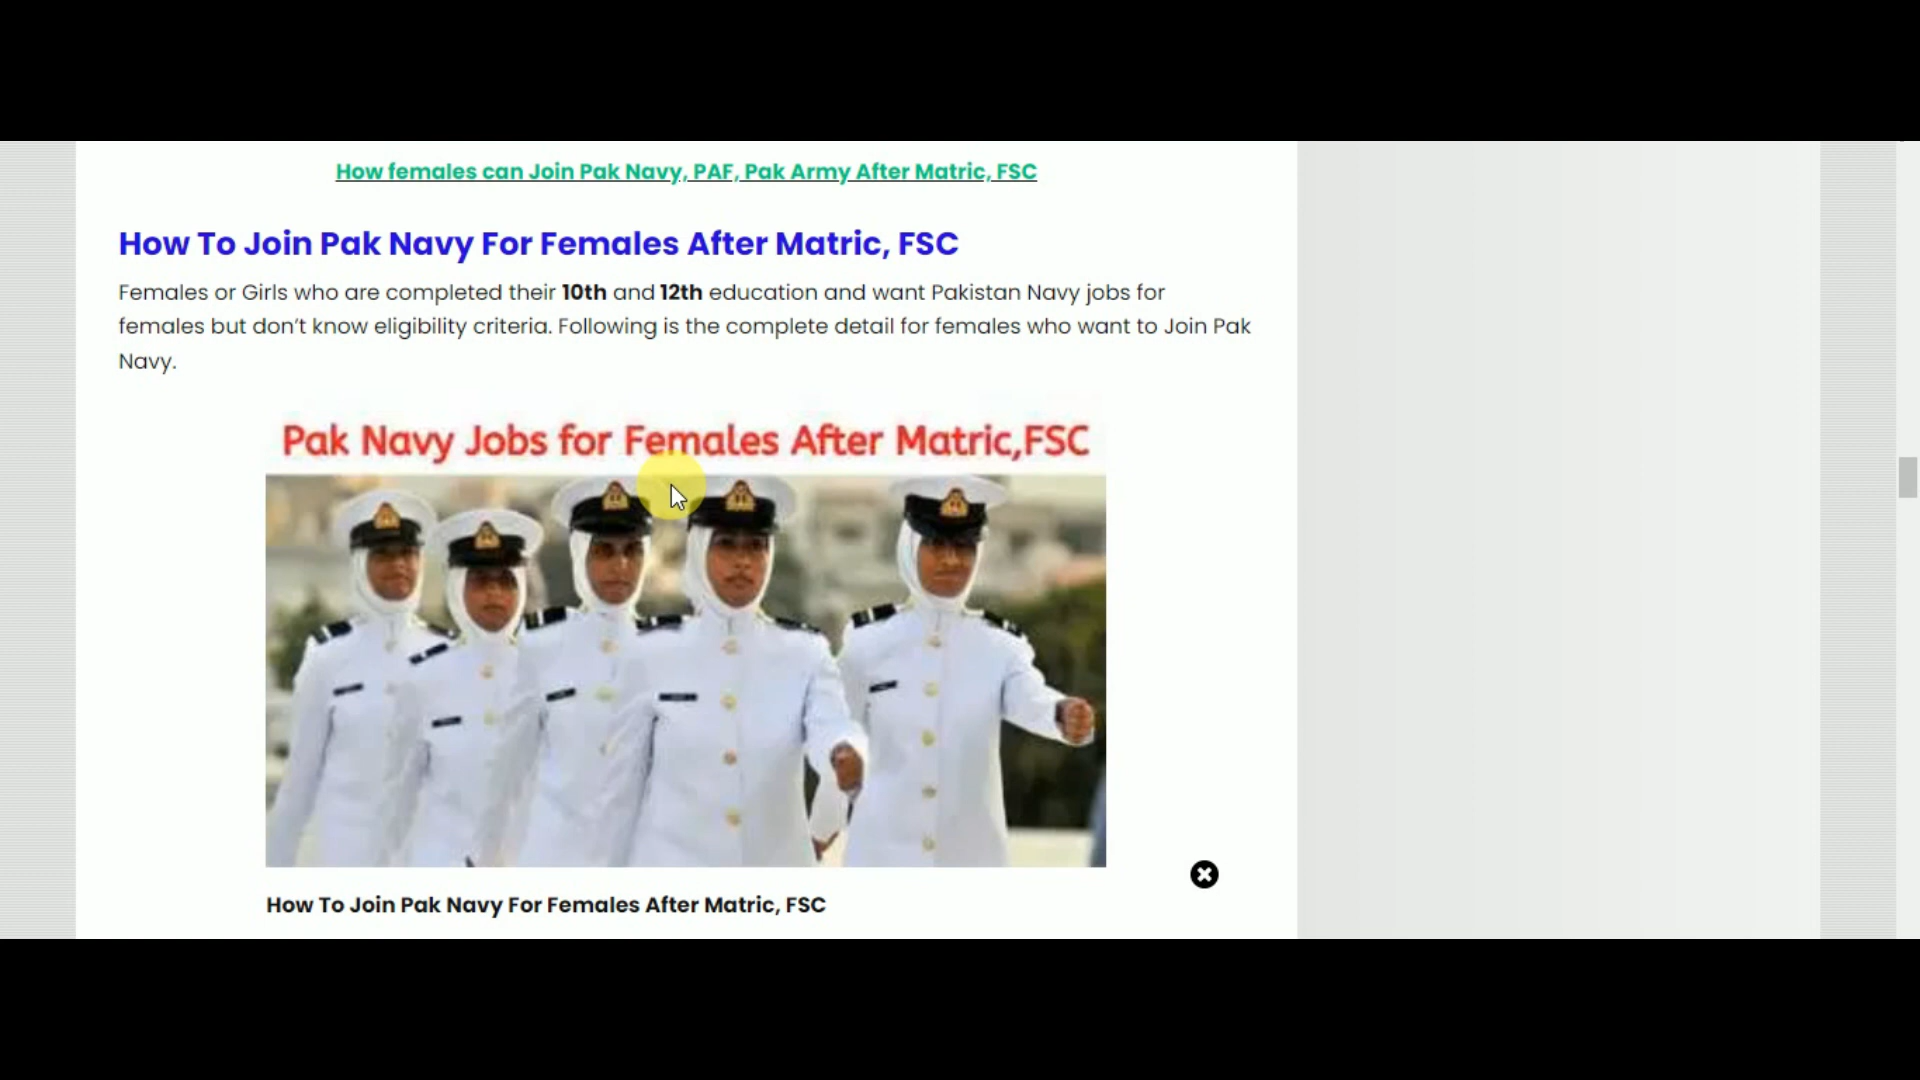 How females can Join Pak Navy, PAF, Pak Army After Matric, FSC
How To Join Pak Navy For Females After Matric, FSC
Females or Girls who are completed their 10th and 12th education and want Pakistan Navy jobs for
females but don’t know eligibility criteria. Following is the complete detail for females who want to Join Pak
Navy.
Pak Navy Jobs for Females After Matric,FSC
How To Join Pak Navy For Females After Matric, FSC